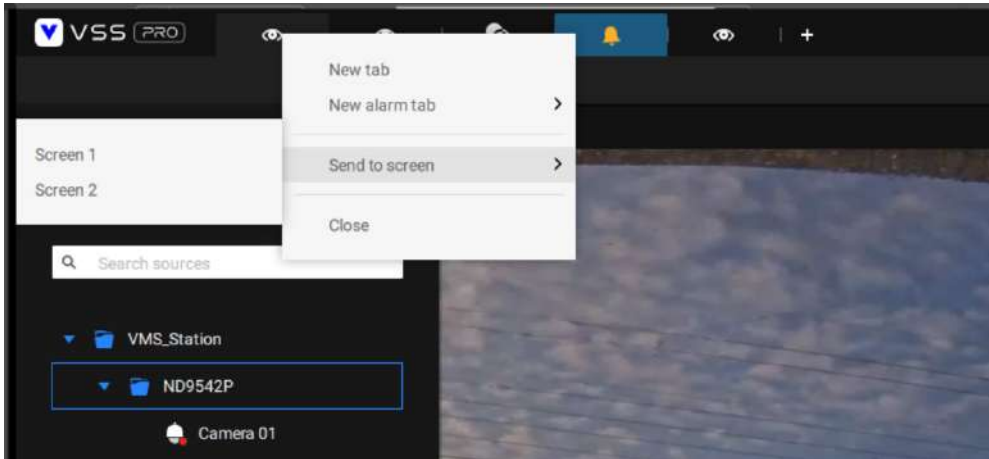 VSS PRO
+
New tab
New alarm tab
Send to screen
Close
Screen 1
Screen 2
Search sources
VMS_Station
ND9542P
Camera 01